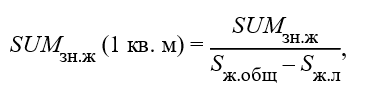 SUMзн.ж (1 кв. м) = SUMзн.ж / (Sж.общ – Sж.л),